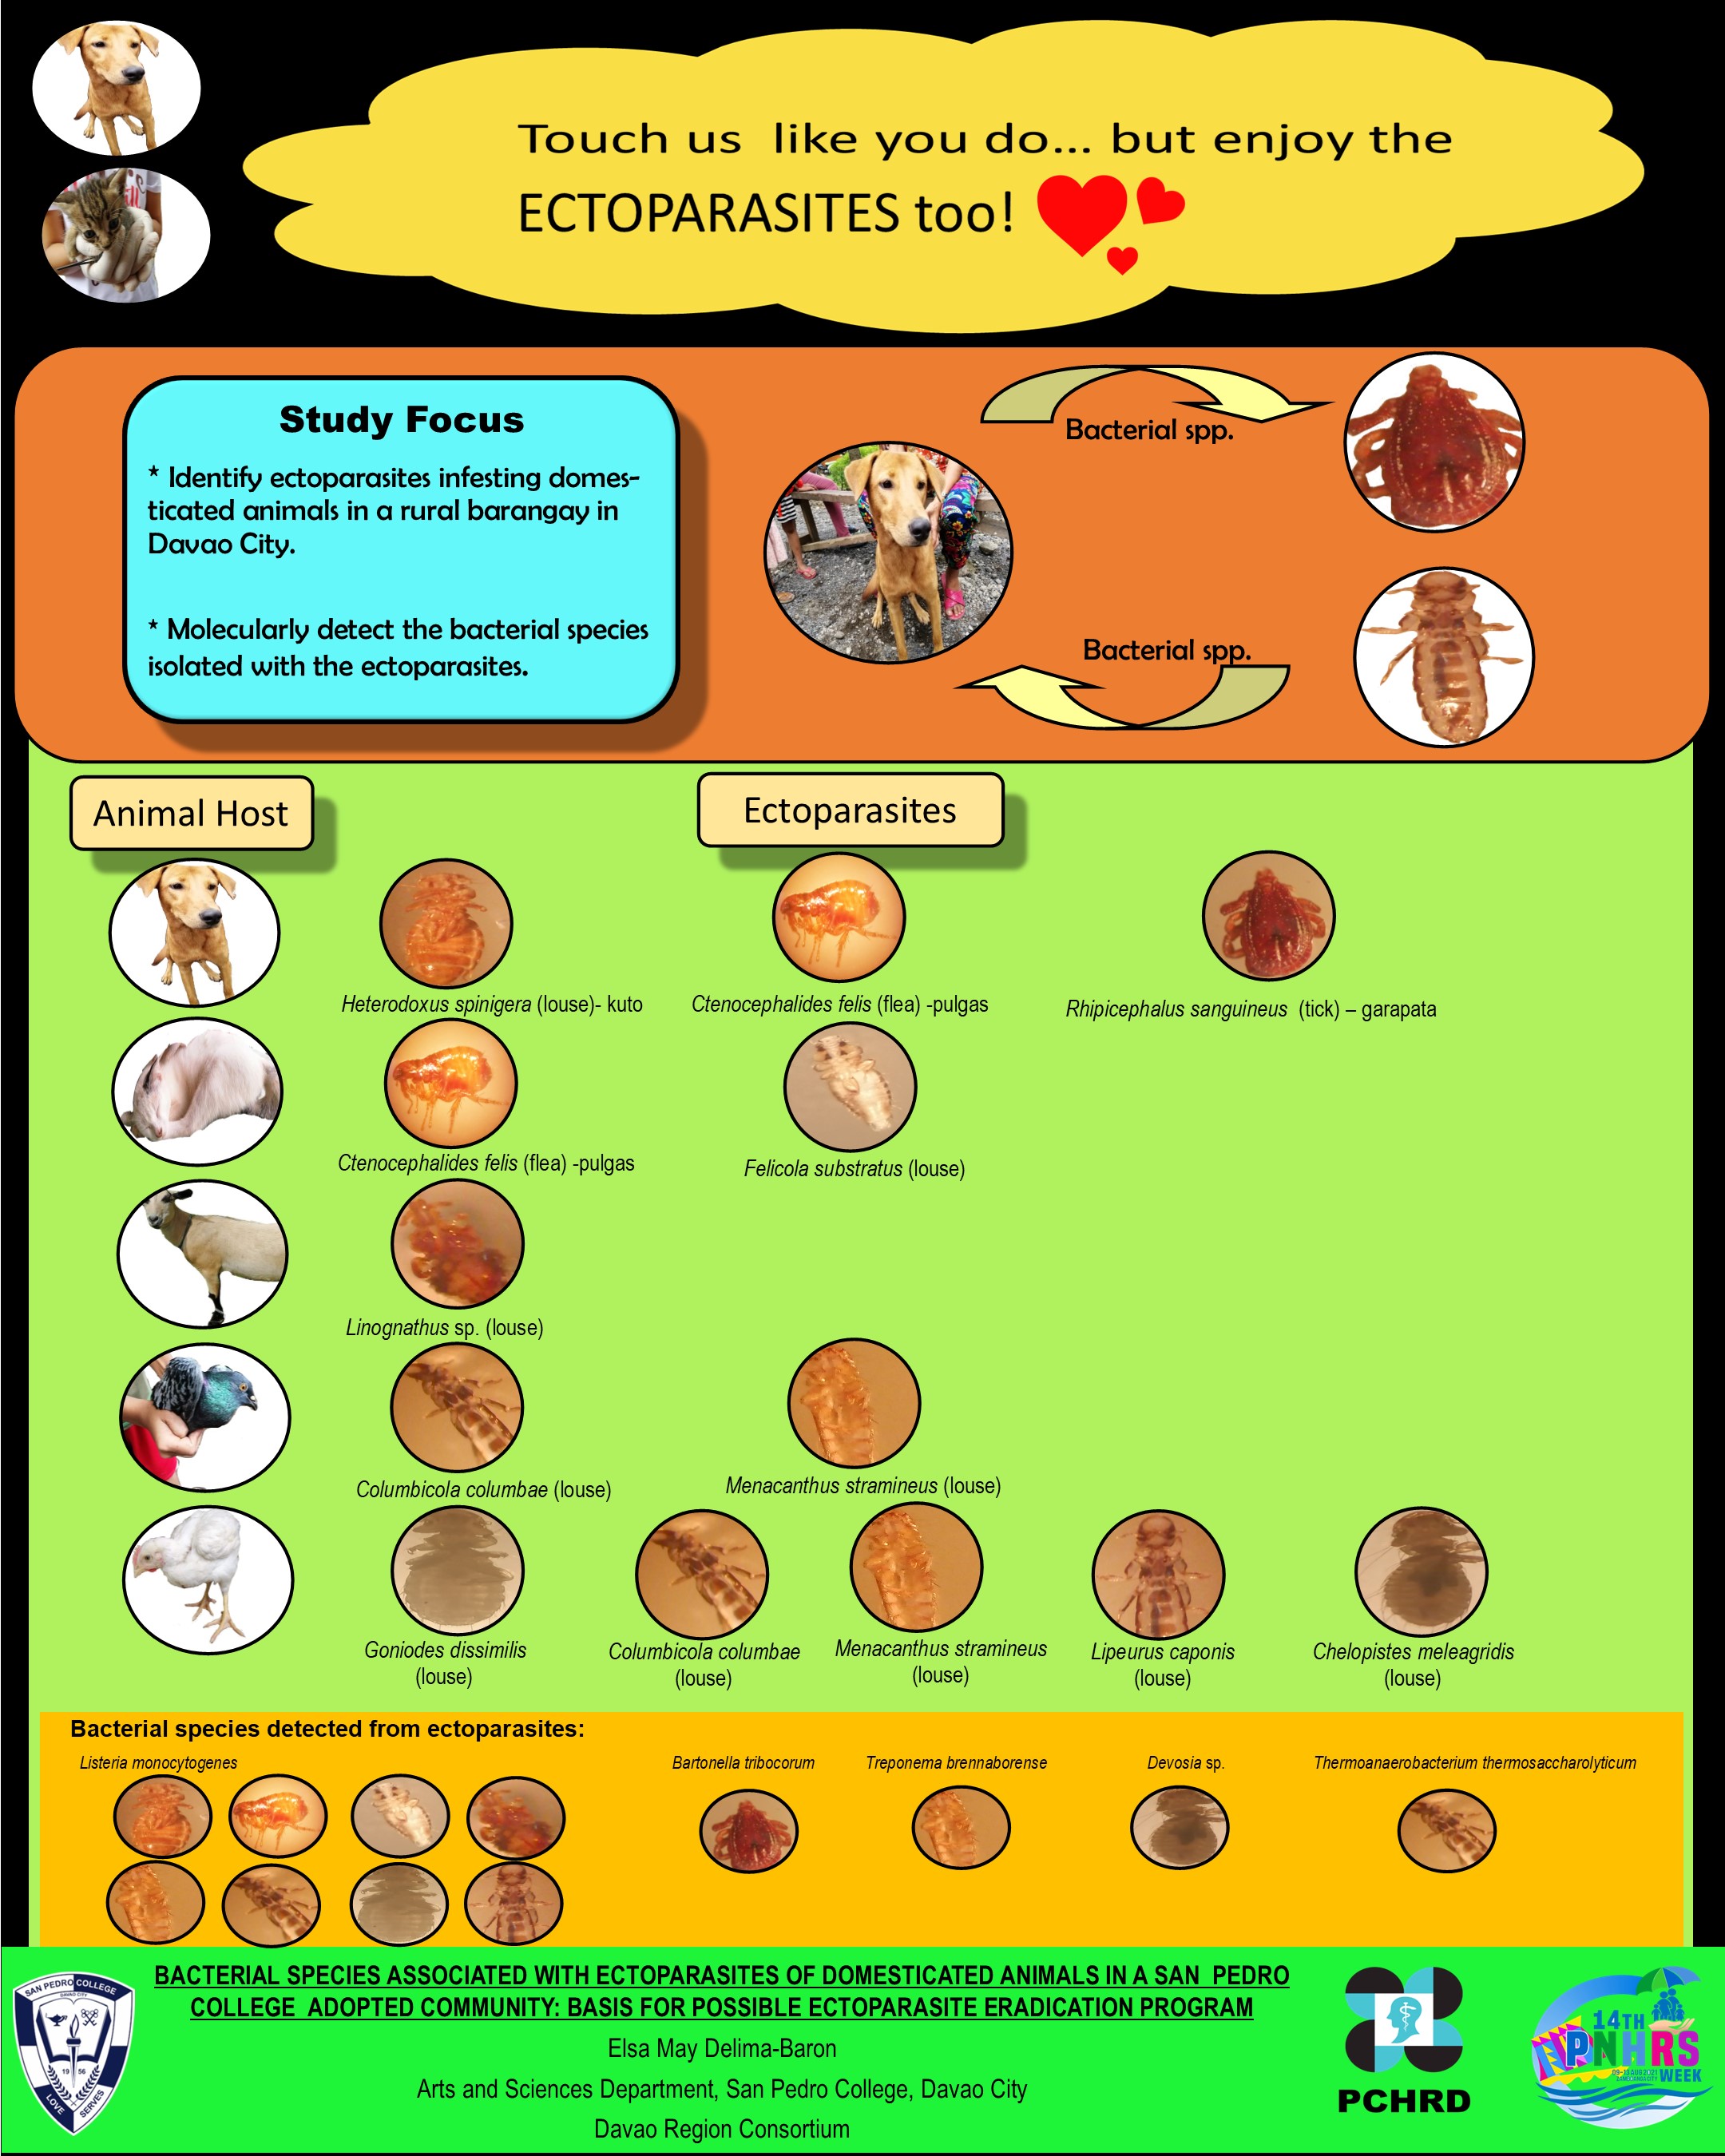 Touch us like you do... but enjoy the
ECTOPARASITES too!
Study Focus
* Identify ectoparasites infesting domes-
ticated animals in a rural barangay in
Davao City.
* Molecularly detect the bacterial species
isolated with the ectoparasites.
Bacterial spp.
Bacterial spp.
Animal Host
Ectoparasites
Heterodoxus spinigera (louse)- kuto
Ctenocephalides felis (flea) -pulgas
Rhipicephalus sanguineus (tick) – garapata
Ctenocephalides felis (flea) -pulgas
Felicola substratus (louse)
Linognathus sp. (louse)
Columbicola columbae (louse)
Menacanthus stramineus (louse)
Goniodes dissimilis
(louse)
Columbicola columbae
(louse)
Menacanthus stramineus
(louse)
Lipeurus caponis
(louse)
Chelopistes meleagridis
(louse)
Bacterial species detected from ectoparasites:
Listeria monocytogenes
Bartonella tribocorum
Treponema brennaborense
Devosia sp.
Thermoanaerobacterium thermosaccharolyticum
SAN PEDRO COLLEGE
DAVAO CITY
19 56
LOVE SERVES
BACTERIAL SPECIES ASSOCIATED WITH ECTOPARASITES OF DOMESTICATED ANIMALS IN A SAN PEDRO
COLLEGE ADOPTED COMMUNITY: BASIS FOR POSSIBLE ECTOPARASITE ERADICATION PROGRAM
Elsa May Delima-Baron
Arts and Sciences Department, San Pedro College, Davao City
Davao Region Consortium
PCHRD
14TH
PNHRS
WEEK